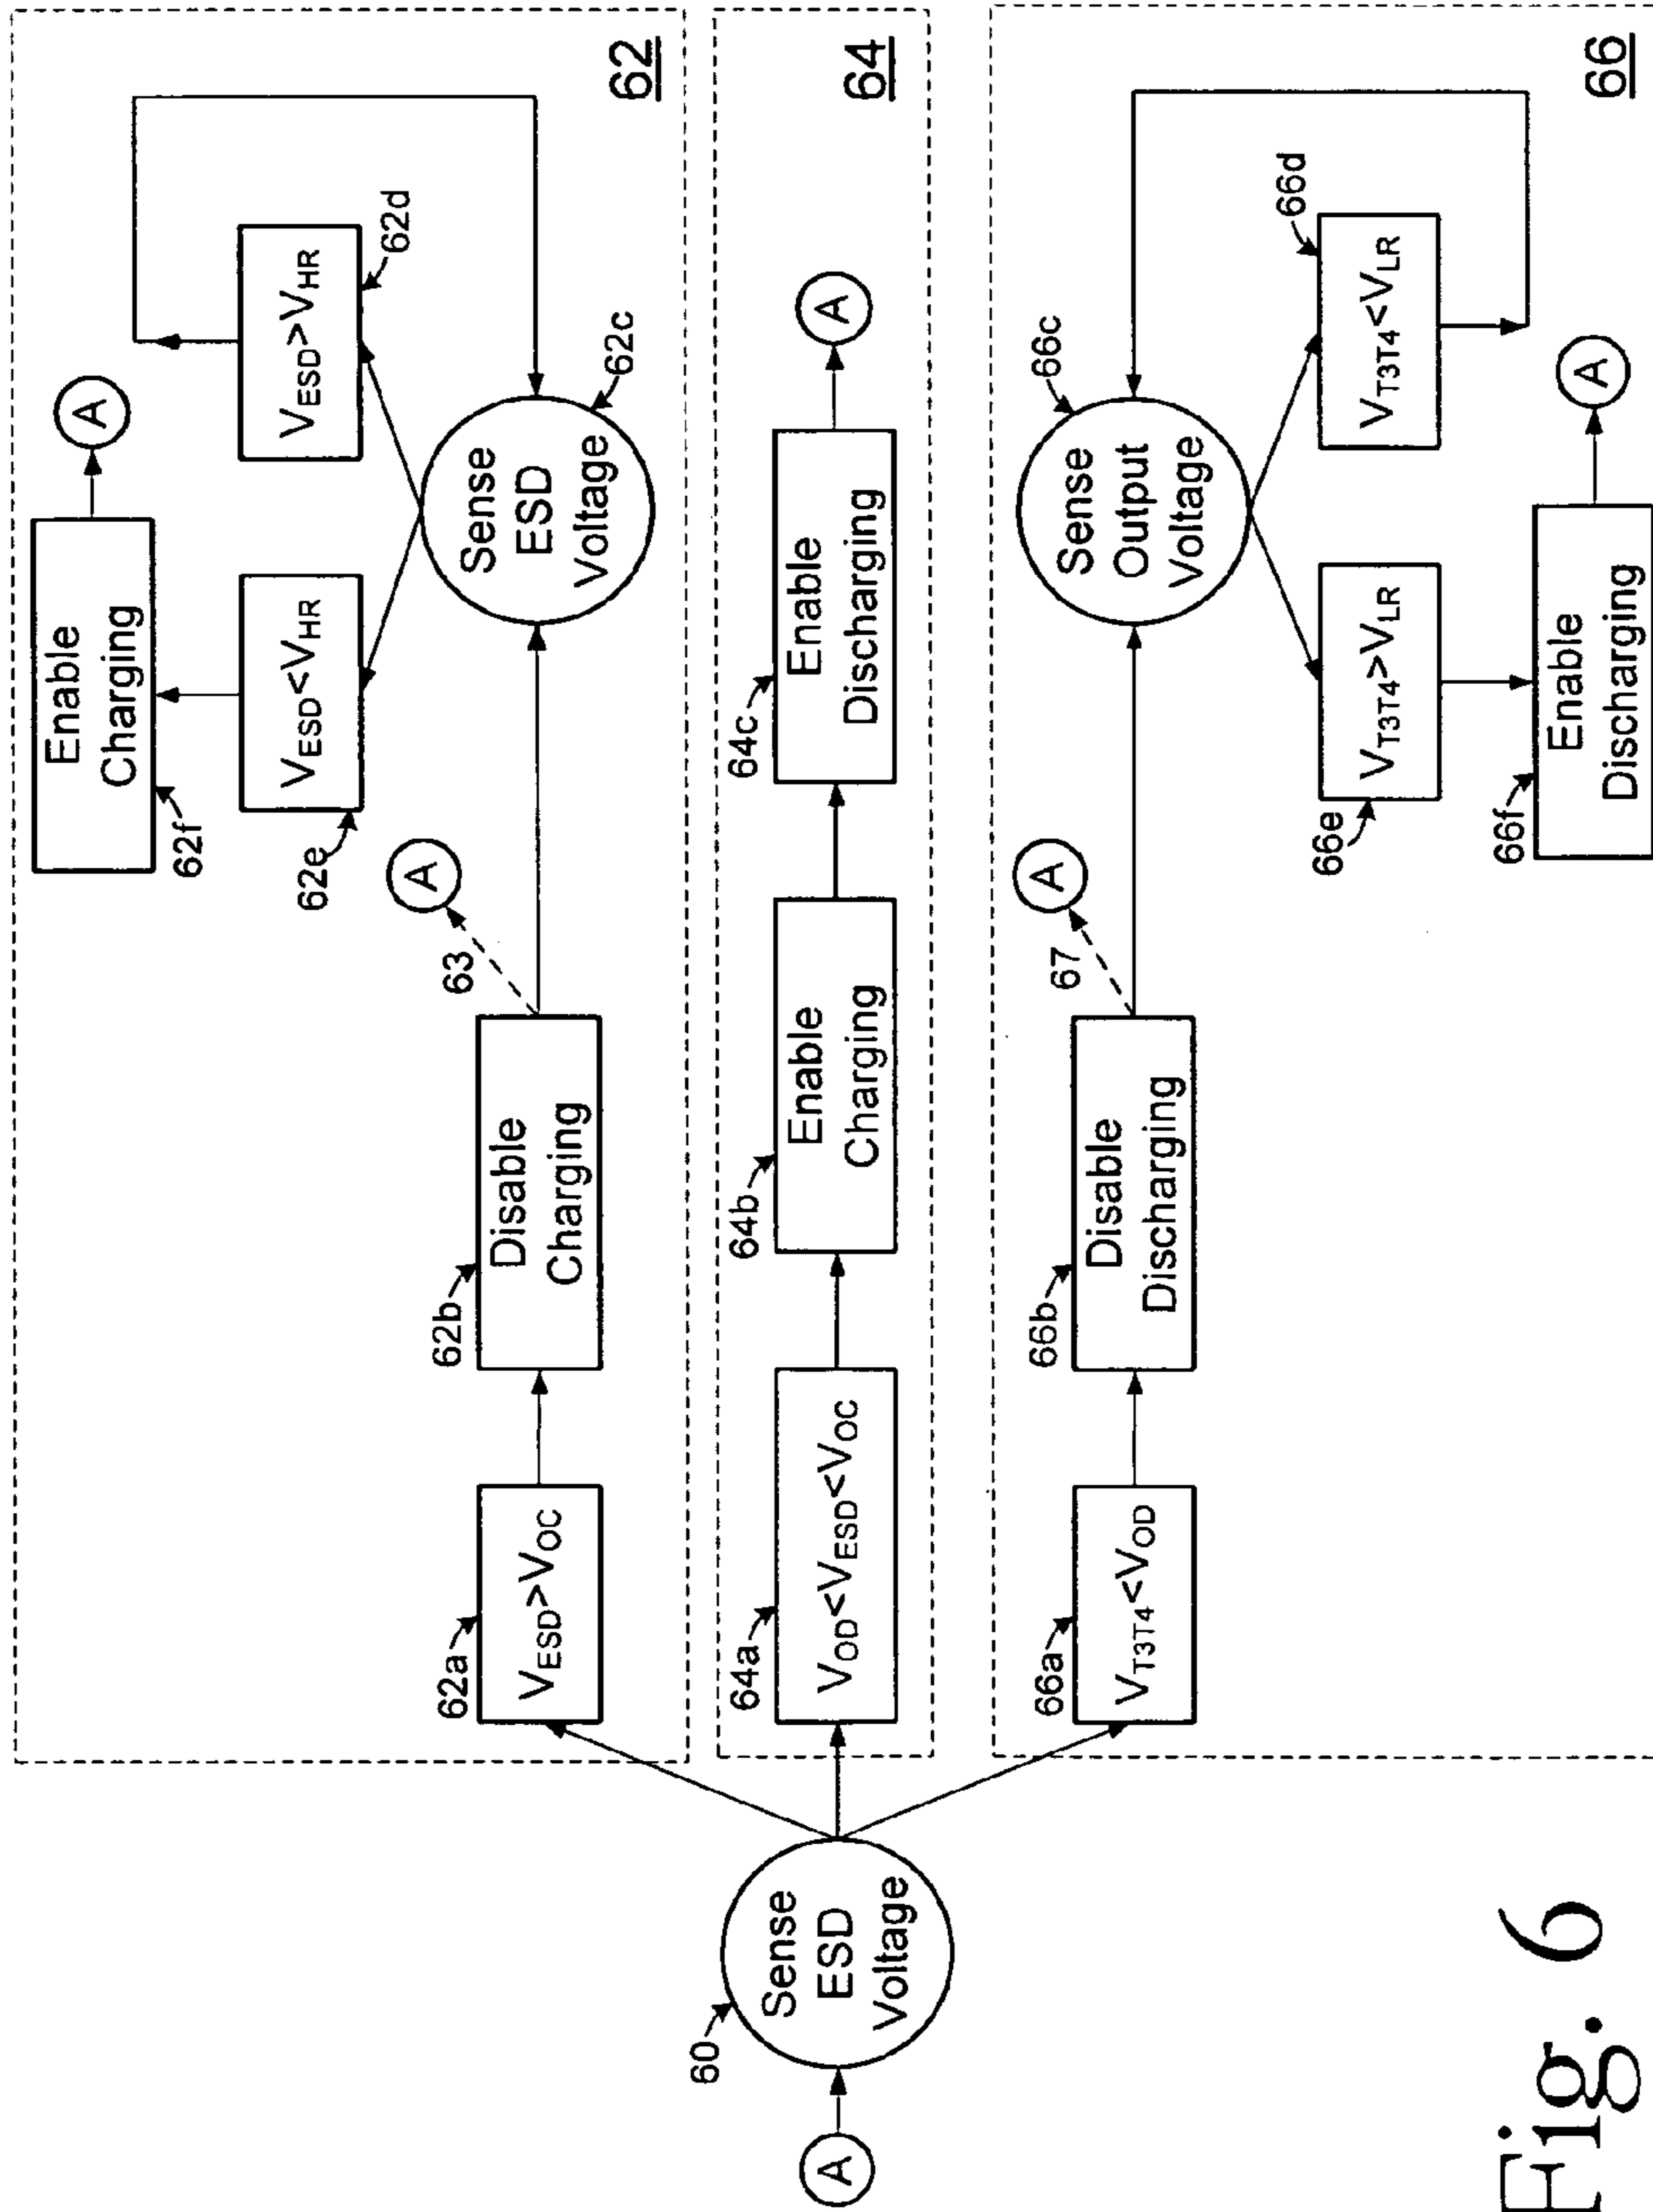 A
60
Sense
ESD
Voltage
62
62a
VESD>VOC
62b
Disable
Charging
63
A
62c
Sense
ESD
Voltage
62d
VESD>VHR
62e
VESD<VHR
62f
Enable
Charging
A
64
64a
VOD<VESD<VOC
64b
Enable
Charging
64c
Enable
Discharging
A
66
66a
VT3T4<VOD
66b
Disable
Discharging
67
A
66c
Sense
Output
Voltage
66d
VT3T4<VLR
66e
VT3T4>VLR
66f
Enable
Discharging
A
Fig. 6